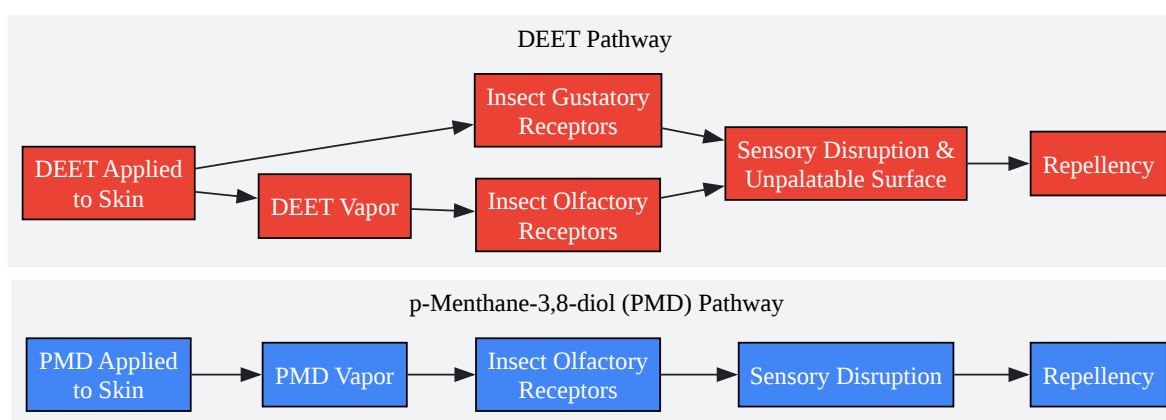 DEET Pathway
DEET Applied
to Skin
DEET Vapor
Insect Gustatory
Receptors
Insect Olfactory
Receptors
Sensory Disruption &
Unpalatable Surface
Repellency
p-Menthane-3,8-diol (PMD) Pathway
PMD Applied
to Skin
PMD Vapor
Insect Olfactory
Receptors
Sensory Disruption
Repellency